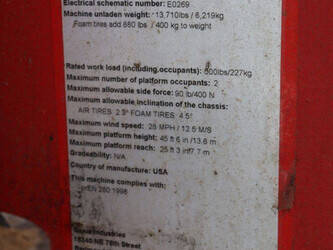 Electrical schematic number: E0269
Machine unladen weight: 13,710lbs / 6,219kg
Foam tires add 880 lbs / 400 kg to weight
Rated work load (including occupants): 500lbs/227kg
Maximum number of platform occupants: 2
Maximum allowable side force: 90 lb/400 N
Maximum allowable inclination of the chassis:
AIR TIRES 2.3° FOAM TIRES 4.5°
Maximum wind speed: 28 MPH / 12.5 M/S
Maximum platform height: 45 ft 6 in /13.8 m
Maximum platform reach: 25 ft 3 in/7.7 m
Gradeability: N/A
Country of manufacture: USA
This machine complies with:
prEN 280 1998
Industries
18340 NE 76th Street